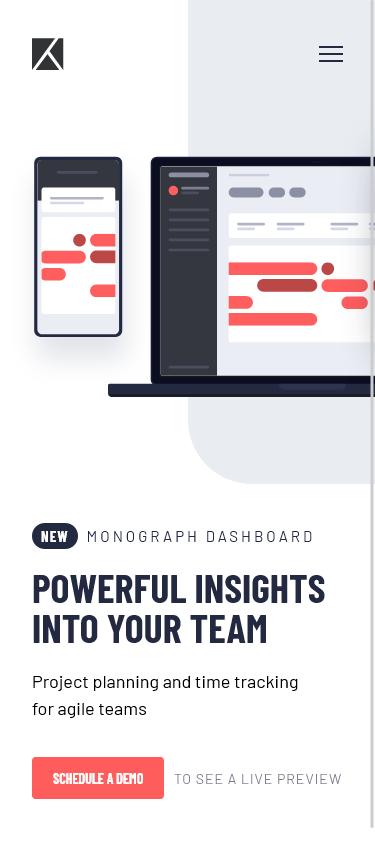 NEW MONOGRAPH DASHBOARD
POWERFUL INSIGHTS
INTO YOUR TEAM
Project planning and time tracking
for agile teams
SCHEDULE A DEMO TO SEE A LIVE PREVIEW